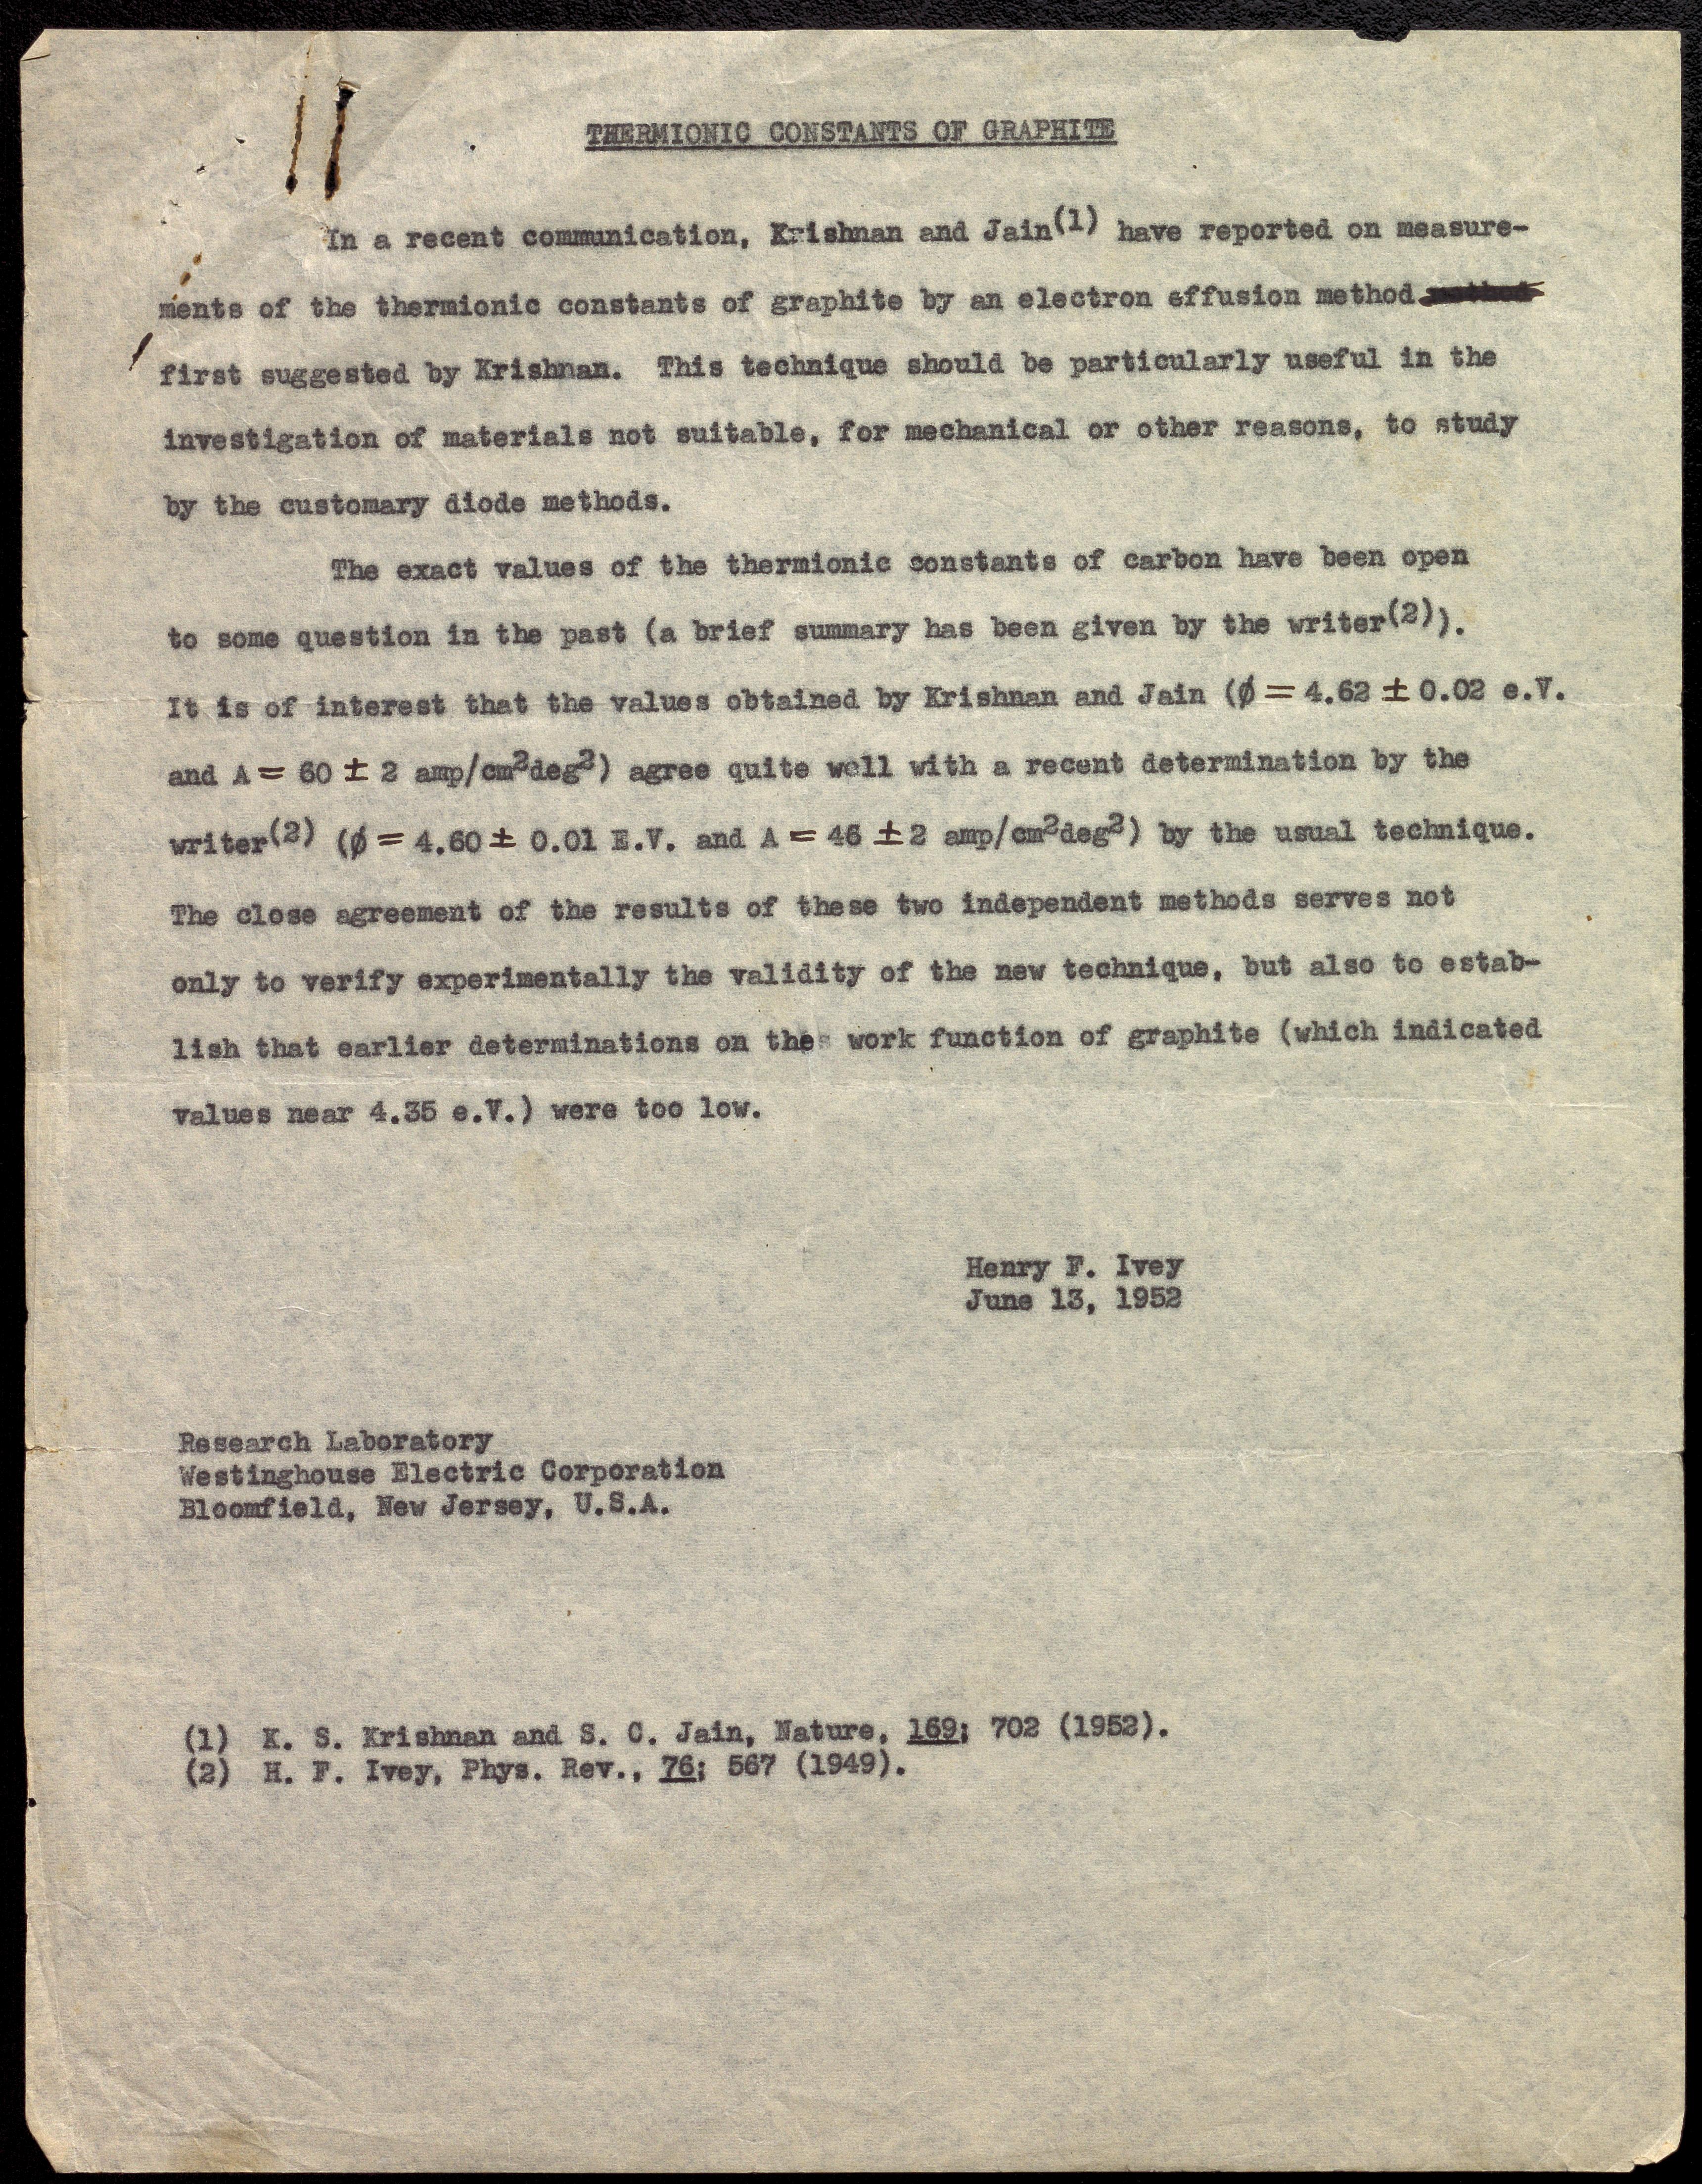 THERMIONIC CONSTANTS OF GRAPHITE
In a recent communication, Krishnan and Jain(1) have reported on measure-
ments of the thermionic constants of graphite by an electron effusion method
first suggested by Krishnan. This technique should be particularly useful in the
investigation of materials not suitable, for mechanical or other reasons, to study
by the customary diode methods.
The exact values of the thermionic constants of carbon have been open
to some question in the past (a brief summary has been given by the writer(2)).
It is of interest that the values obtained by Krishnan and Jain (ø = 4.62 ± 0.02 e.V.
and A = 60 ± 2 amp/cm²deg²) agree quite well with a recent determination by the
writer(2) (ø = 4.60 ± 0.01 E.V. and A = 46 ± 2 amp/cm²deg²) by the usual technique.
The close agreement of the results of these two independent methods serves not
only to verify experimentally the validity of the new technique, but also to estab-
lish that earlier determinations on the work function of graphite (which indicated
values near 4.35 e.V.) were too low.
Henry F. Ivey
June 13, 1952
Research Laboratory
Westinghouse Electric Corporation
Bloomfield, New Jersey, U.S.A.
(1) K. S. Krishnan and S. C. Jain, Nature, 169; 702 (1952).
(2) H. F. Ivey, Phys. Rev., 76; 567 (1949).